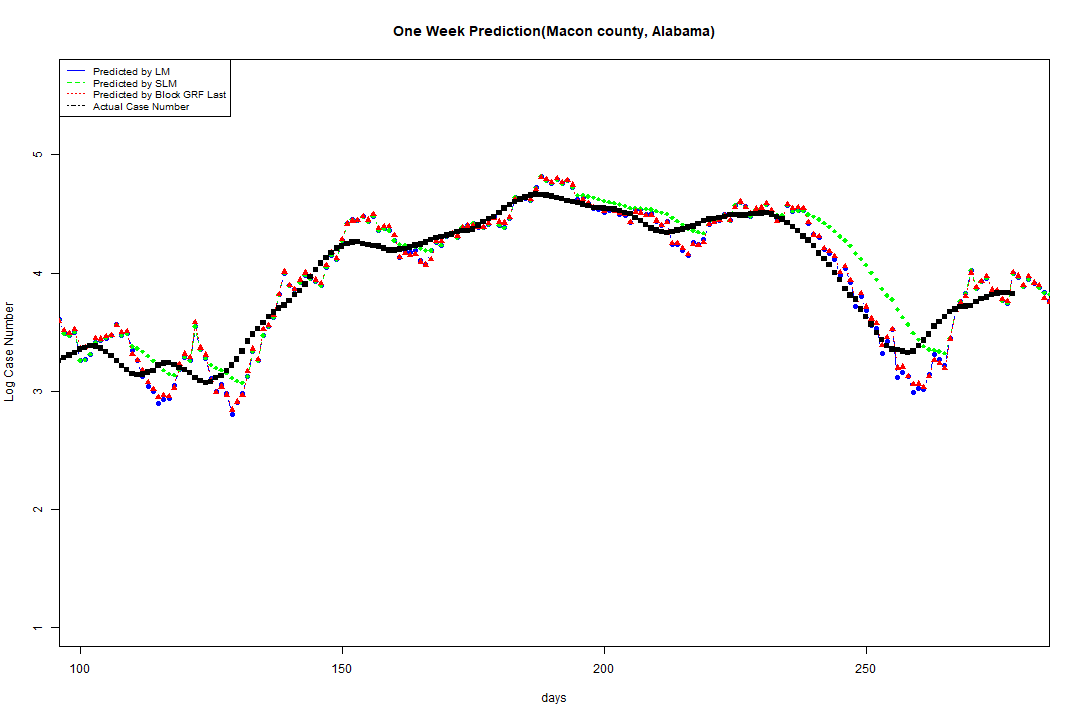 One Week Prediction(Macon county, Alabama)
Predicted by LM
Predicted by SLM
Predicted by Block GRF Last
Actual Case Number
5
4
3
2
1
Log Case Number
100 150 200 250
days